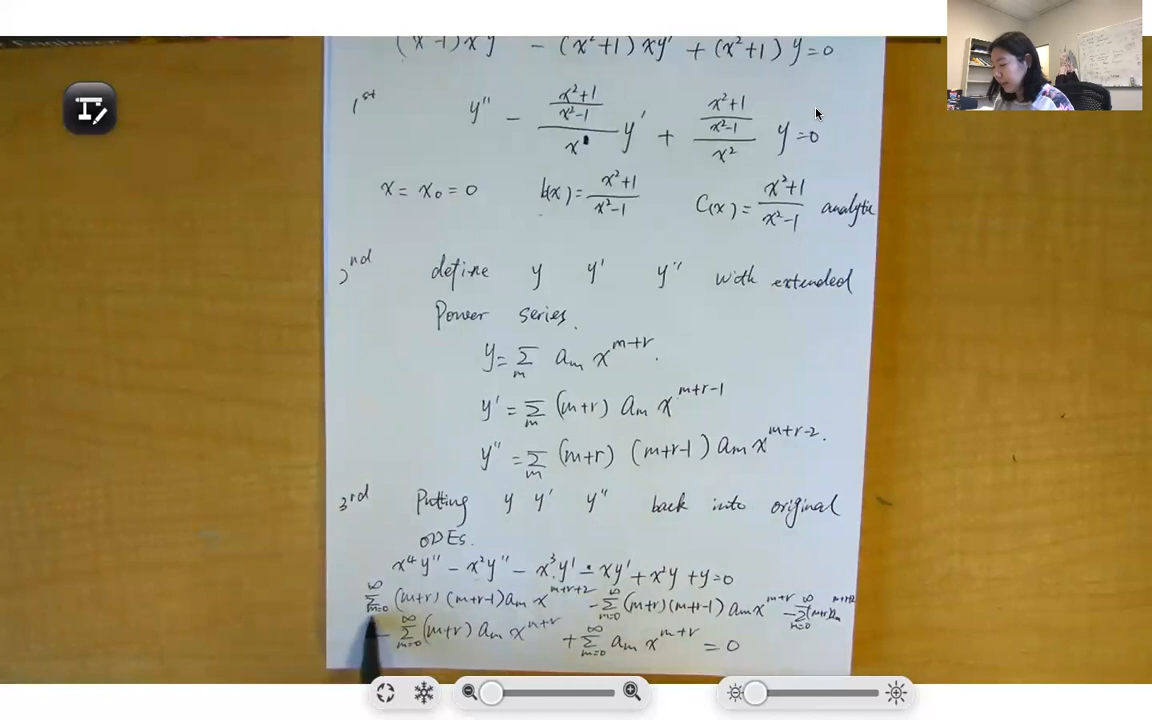 (x²-1)x²y'' - (x²+1) xy' + (x²+1) y = 0
1st y'' - ((x²+1)/(x²-1))/x y' + ((x²+1)/(x²-1))/x² y = 0
x = x₀ = 0 b(x) = (x²+1)/(x²-1) C(x) = (x²+1)/(x²-1) analytic
2nd define y y' y'' with extended
Power series.
y = Σ_m a_m x^{m+r}.
y' = Σ_m (m+r) a_m x^{m+r-1}
y'' = Σ_m (m+r) (m+r-1) a_m x^{m+r-2}.
3rd Putting y y' y'' back into original
ODEs.
x⁴y'' - x²y'' - x³y' - xy' + x²y + y = 0
Σ_{m=0}^∞ (m+r) (m+r-1) a_m x^{m+r+2} - Σ_{m=0}^∞ (m+r)(m+r-1) a_m x^{m+r} - Σ_{m=0}^∞ (m+r) a_m x^{m+r+2}
- Σ_{m=0}^∞ (m+r) a_m x^{m+r} + Σ_{m=0}^∞ a_m x^{m+r} = 0